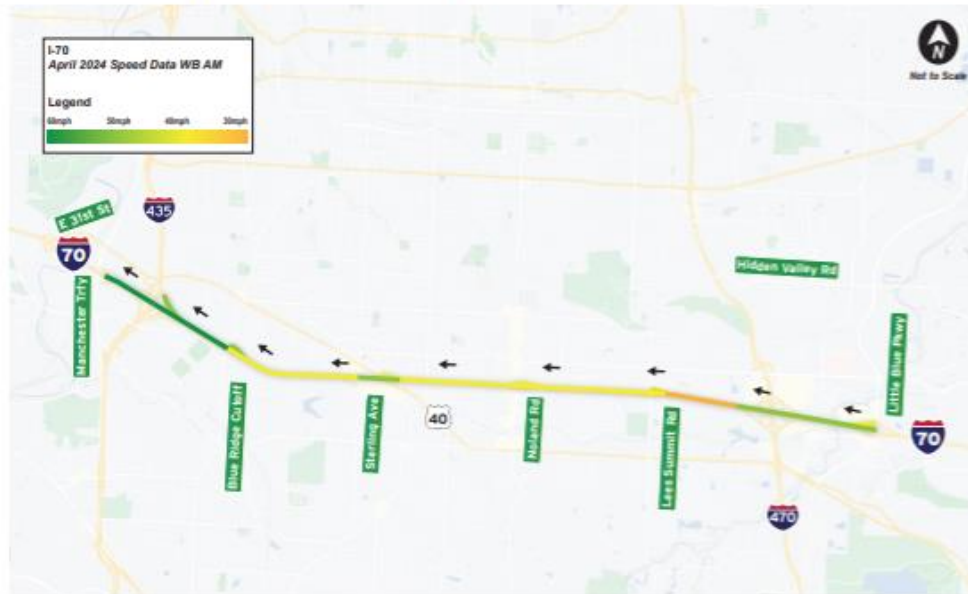 I-70
April 2024 Speed Data WB AM
Legend
60mph 50mph 40mph 30mph
N
Not to Scale
E 31st St
435
70
Manchester Trfy
Hidden Valley Rd
Little Blue Pkwy
Blue Ridge Cutoff
Sterling Ave
40
Noland Rd
Lees Summit Rd
70
470